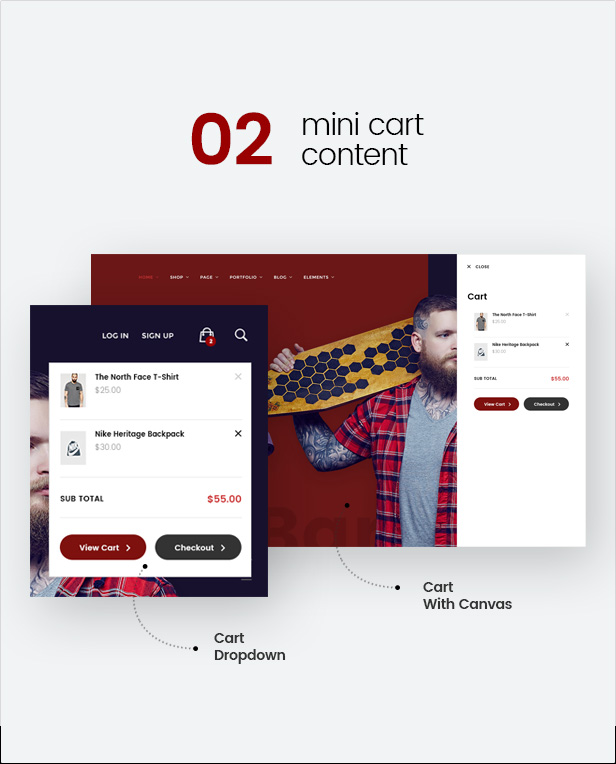 02
mini cart
content
HOME
SHOP
PAGE
PORTFOLIO
BLOG
ELEMENTS
CLOSE
Cart
The North Face T-Shirt
$25.00
Nike Heritage Backpack
$30.00
SUB TOTAL $55.00
View Cart
Checkout
LOG IN
SIGN UP
The North Face T-Shirt
$25.00
Nike Heritage Backpack
$30.00
SUB TOTAL $55.00
View Cart
Checkout
Cart
With Canvas
Cart
Dropdown